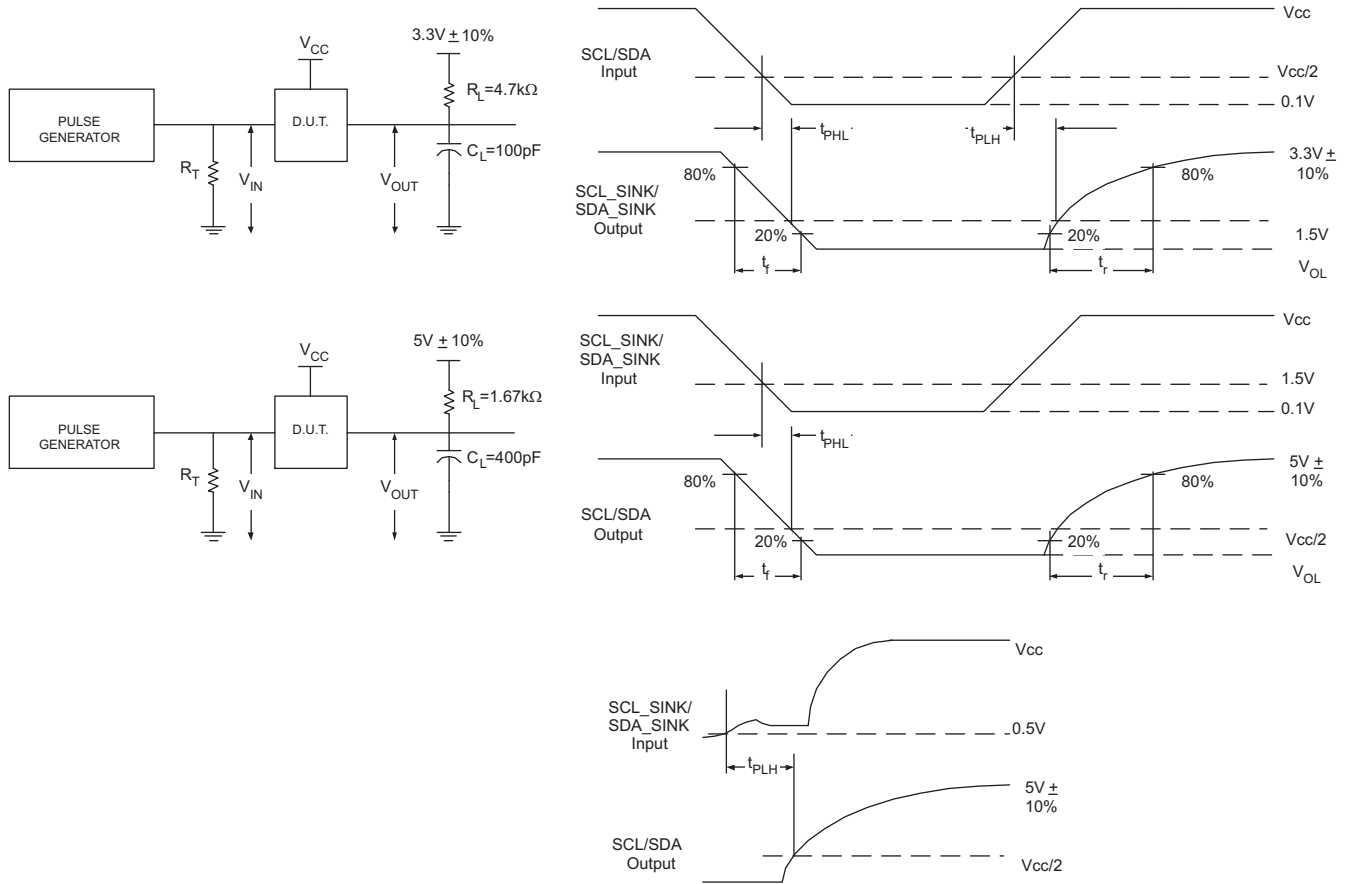 V_CC
3.3V ± 10%
PULSE
GENERATOR
D.U.T.
R_L=4.7kΩ
C_L=100pF
R_T
V_IN
V_OUT
SCL/SDA
Input
Vcc
Vcc/2
0.1V
t_PHL
t_PLH
SCL_SINK/
SDA_SINK
Output
80%
20%
t_f
80%
20%
t_r
3.3V ±
10%
1.5V
V_OL
V_CC
5V ± 10%
PULSE
GENERATOR
D.U.T.
R_L=1.67kΩ
C_L=400pF
R_T
V_IN
V_OUT
SCL_SINK/
SDA_SINK
Input
Vcc
1.5V
0.1V
t_PHL
SCL/SDA
Output
80%
20%
t_f
80%
20%
t_r
5V ±
10%
Vcc/2
V_OL
SCL_SINK/
SDA_SINK
Input
Vcc
0.5V
t_PLH
SCL/SDA
Output
5V ±
10%
Vcc/2